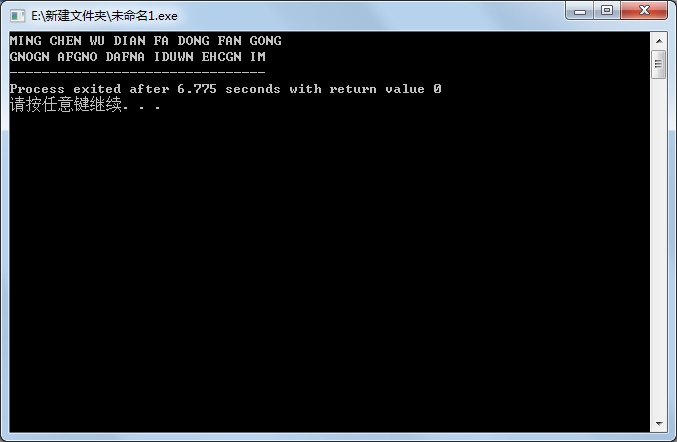 E:\新建文件夹\未命名1.exe
MING CHEN WU DIAN FA DONG FAN GONG
GNOGN AFGNO DAFNA IDUWN EHCGN IM
--------------------------------
Process exited after 6.775 seconds with return value 0
请按任意键继续. . .